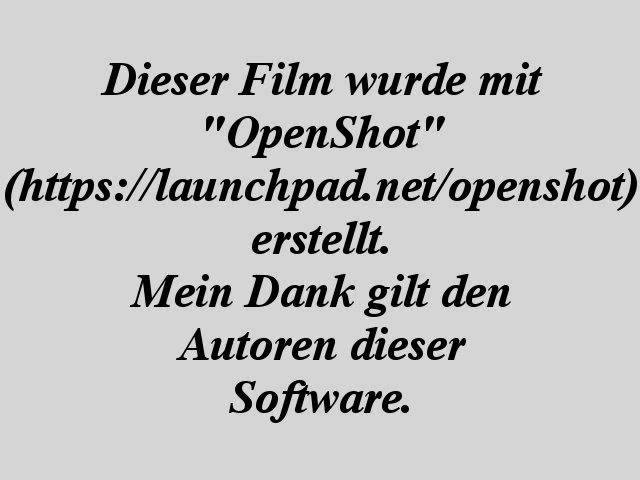 Dieser Film wurde mit
"OpenShot"
(https://launchpad.net/openshot)
erstellt.
Mein Dank gilt den
Autoren dieser
Software.